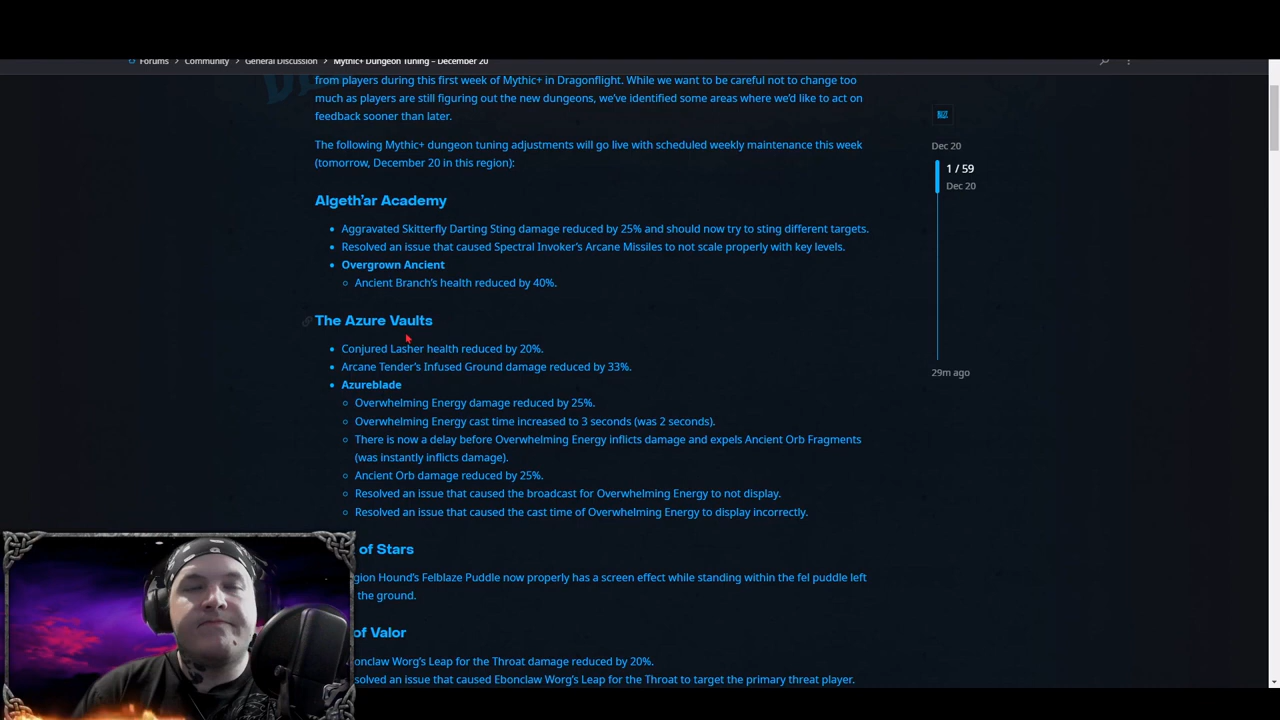 Forums > Community > General Discussion > Mythic+ Dungeon Tuning – December 20
from players during this first week of Mythic+ in Dragonflight. While we want to be careful not to change too
much as players are still figuring out the new dungeons, we've identified some areas where we'd like to act on
feedback sooner than later.
The following Mythic+ dungeon tuning adjustments will go live with scheduled weekly maintenance this week
(tomorrow, December 20 in this region):
Dec 20
1 / 59
Dec 20
29m ago
Algeth'ar Academy
Aggravated Skitterfly Darting Sting damage reduced by 25% and should now try to sting different targets.
Resolved an issue that caused Spectral Invoker's Arcane Missiles to not scale properly with key levels.
Overgrown Ancient
Ancient Branch's health reduced by 40%.
The Azure Vaults
Conjured Lasher health reduced by 20%.
Arcane Tender's Infused Ground damage reduced by 33%.
Azureblade
Overwhelming Energy damage reduced by 25%.
Overwhelming Energy cast time increased to 3 seconds (was 2 seconds).
There is now a delay before Overwhelming Energy inflicts damage and expels Ancient Orb Fragments
(was instantly inflicts damage).
Ancient Orb damage reduced by 25%.
Resolved an issue that caused the broadcast for Overwhelming Energy to not display.
Resolved an issue that caused the cast time of Overwhelming Energy to display incorrectly.
of Stars
Hound's Felblaze Puddle now properly has a screen effect while standing within the fel puddle left
the ground.
of Valor
Worg's Leap for the Throat damage reduced by 20%.
an issue that caused Ebonclaw Worg's Leap for the Throat to target the primary threat player.